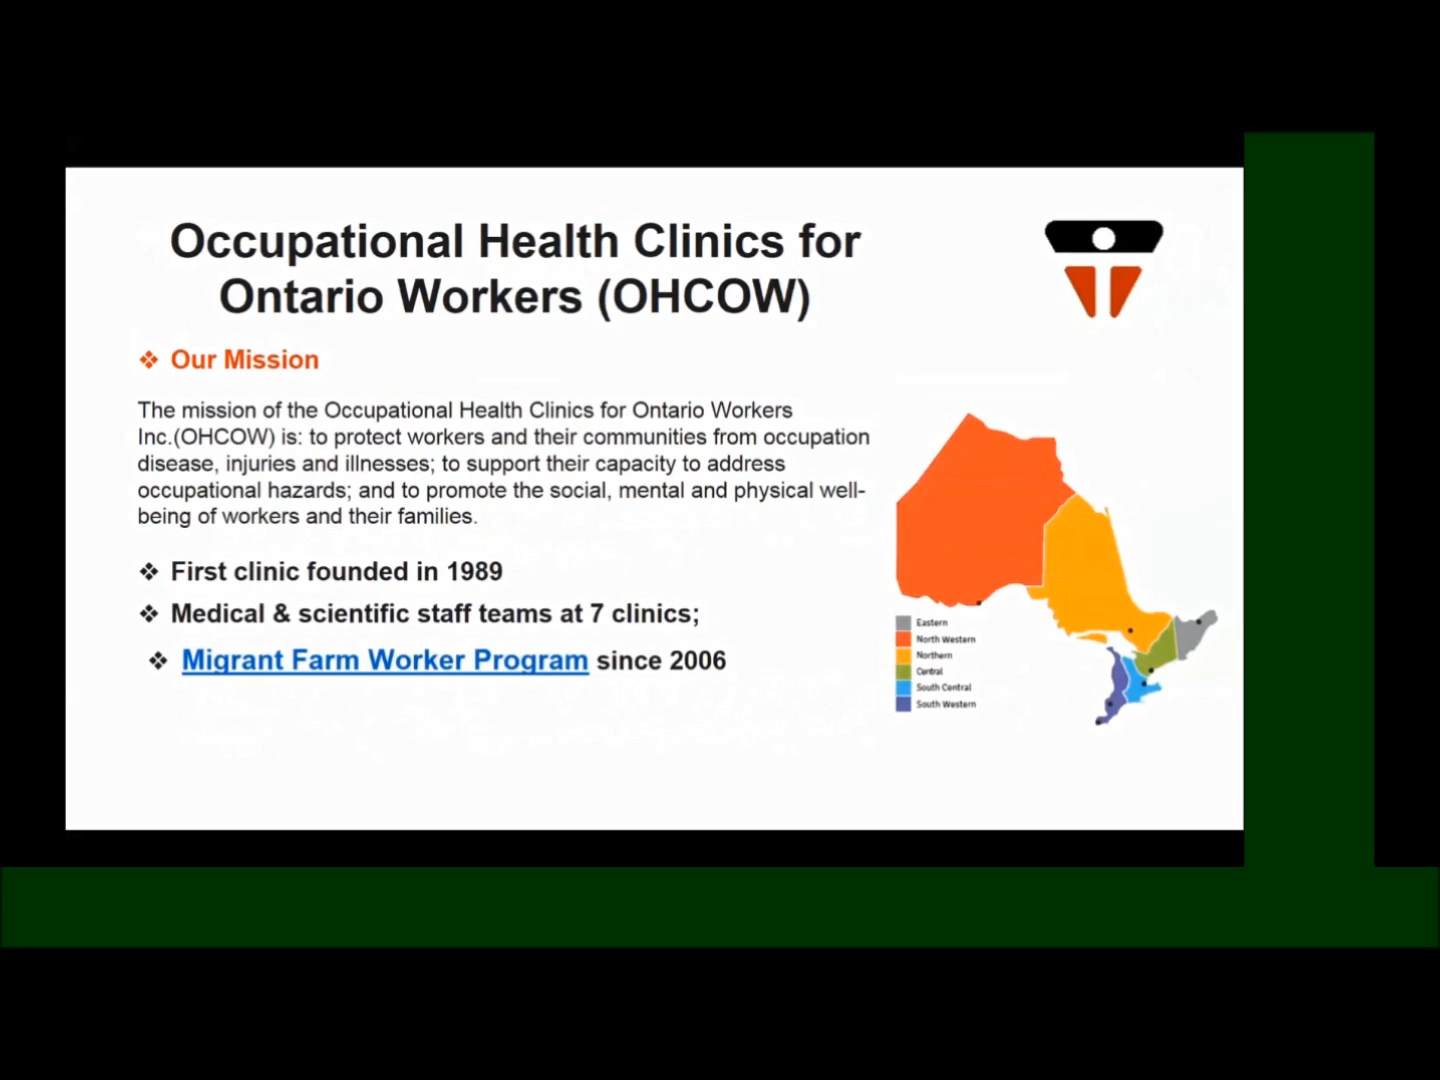 Occupational Health Clinics for
Ontario Workers (OHCOW)
❖ Our Mission
The mission of the Occupational Health Clinics for Ontario Workers
Inc.(OHCOW) is: to protect workers and their communities from occupation
disease, injuries and illnesses; to support their capacity to address
occupational hazards; and to promote the social, mental and physical well-
being of workers and their families.
❖ First clinic founded in 1989
❖ Medical & scientific staff teams at 7 clinics;
❖ Migrant Farm Worker Program since 2006
Eastern
North Western
Northern
Central
South Central
South Western